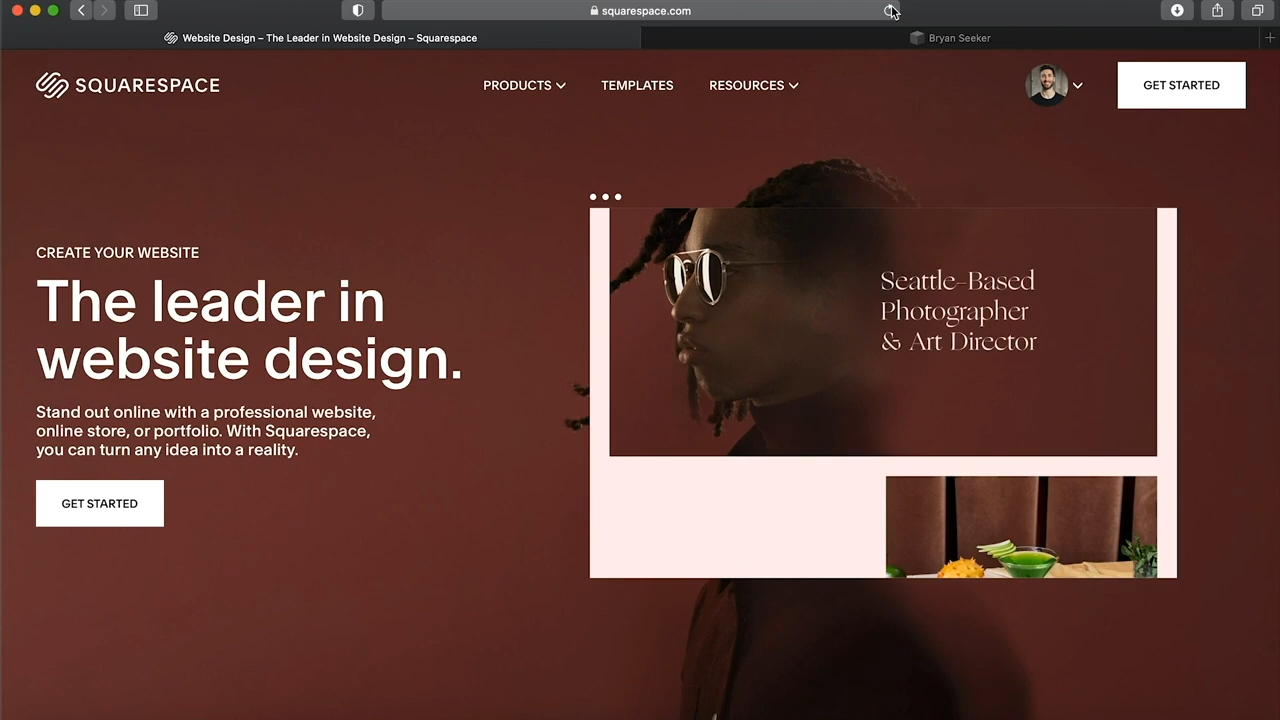 squarespace.com
Website Design – The Leader in Website Design – Squarespace
Bryan Seeker
SQUARESPACE
PRODUCTS
TEMPLATES
RESOURCES
GET STARTED
CREATE YOUR WEBSITE
The leader in
website design.
Stand out online with a professional website,
online store, or portfolio. With Squarespace,
you can turn any idea into a reality.
GET STARTED
Seattle-Based
Photographer
& Art Director